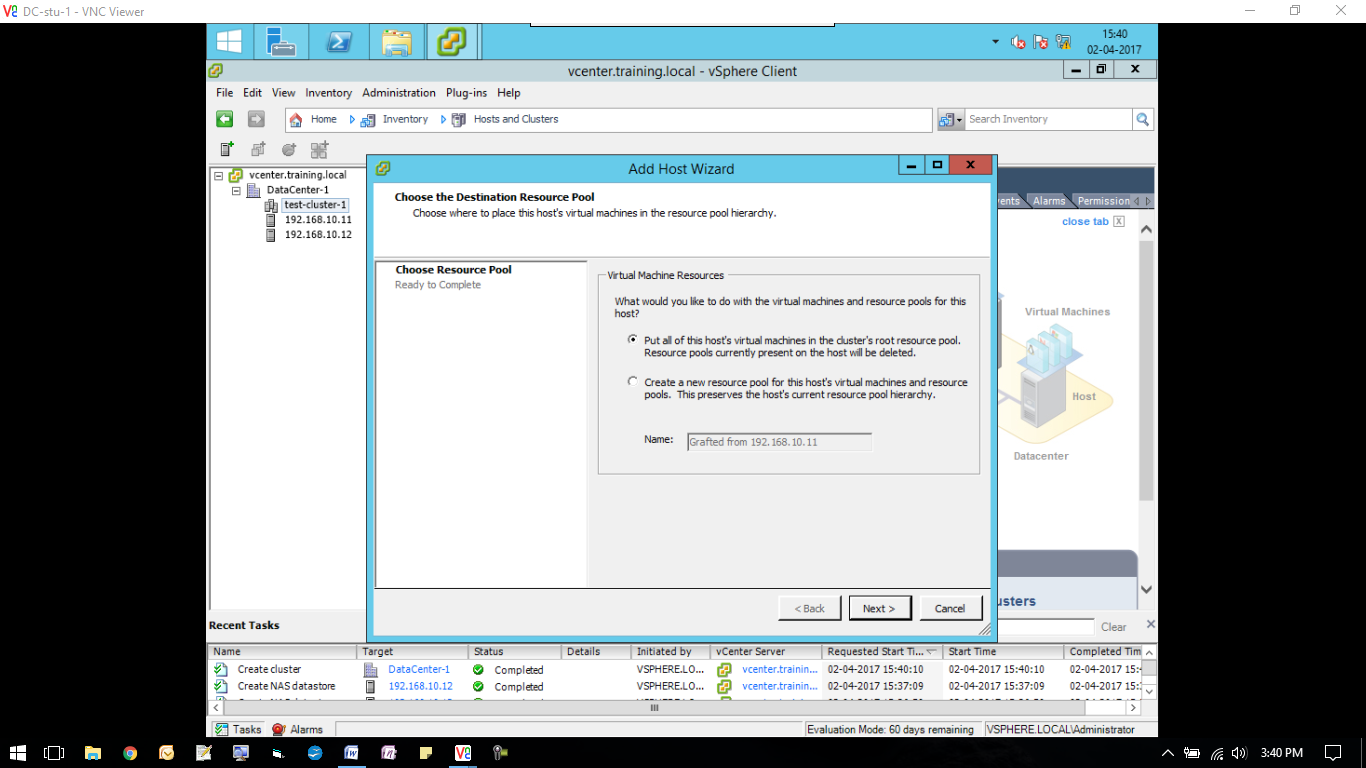 DC-stu-1 - VNC Viewer
15:40
02-04-2017
vcenter.training.local - vSphere Client
File Edit View Inventory Administration Plug-ins Help
Home Inventory Hosts and Clusters
Search Inventory
vcenter.training.local
DataCenter-1
test-cluster-1
192.168.10.11
192.168.10.12
Add Host Wizard
Choose the Destination Resource Pool
Choose where to place this host's virtual machines in the resource pool hierarchy.
Choose Resource Pool
Ready to Complete
Virtual Machine Resources
What would you like to do with the virtual machines and resource pools for this
host?
Put all of this host's virtual machines in the cluster's root resource pool.
Resource pools currently present on the host will be deleted.
Create a new resource pool for this host's virtual machines and resource
pools. This preserves the host's current resource pool hierarchy.
Name: Grafted from 192.168.10.11
< Back Next > Cancel
ents Alarms Permission
close tab X
Virtual Machines
Host
Datacenter
usters
Recent Tasks
Clear
Name Target Status Details Initiated by vCenter Server Requested Start Ti... Start Time Completed Tim
Create cluster DataCenter-1 Completed VSPHERE.LO... vcenter.trainin... 02-04-2017 15:40:10 02-04-2017 15:40:10 02-04-2017 15:
Create NAS datastore 192.168.10.12 Completed VSPHERE.LO... vcenter.trainin... 02-04-2017 15:37:09 02-04-2017 15:37:09 02-04-2017 15:
Tasks Alarms
Evaluation Mode: 60 days remaining VSPHERE.LOCAL\Administrator
3:40 PM